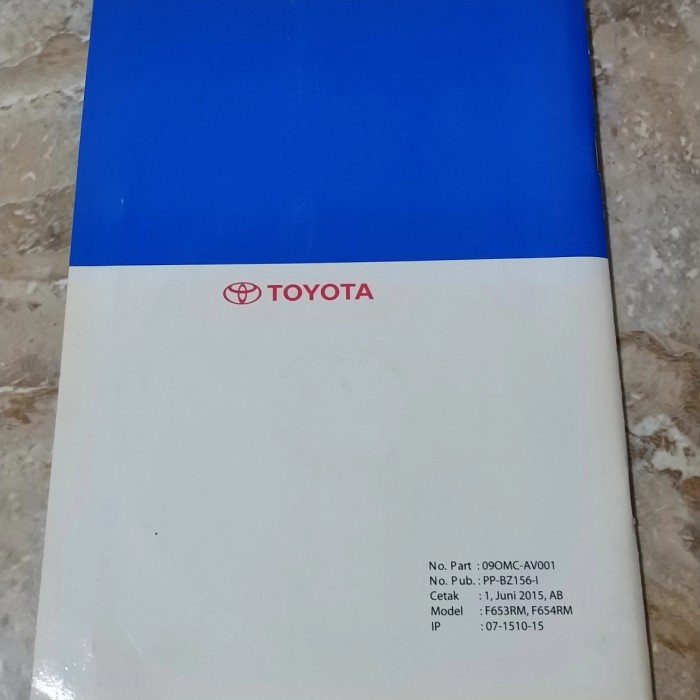 TOYOTA
No. Part : 09OMC-AV001
No. Pub. : PP-BZ156-I
Cetak : 1, Juni 2015, AB
Model : F653RM, F654RM
IP : 07-1510-15